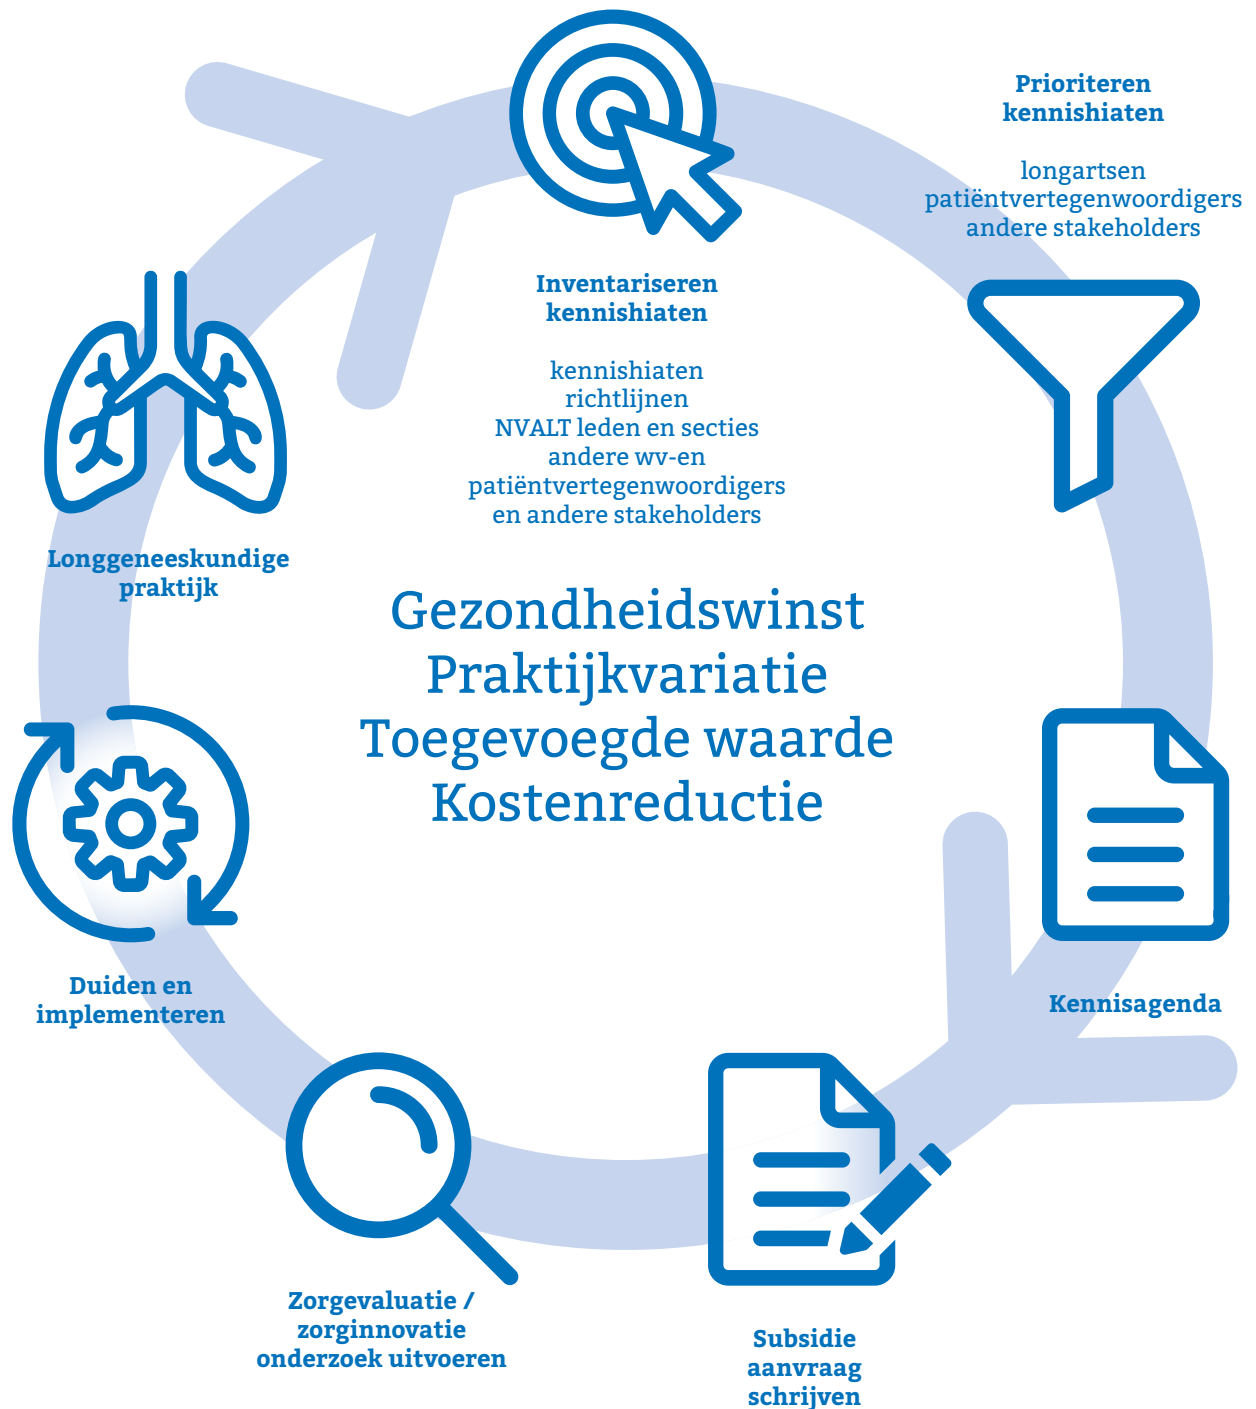 Prioriteren
kennishiaten
longartsen
patiëntvertegenwoordigers
andere stakeholders
Inventariseren
kennishiaten
kennishiaten
richtlijnen
NVALT leden en secties
andere wv-en
patiëntvertegenwoordigers
en andere stakeholders
Longgeneeskundige
praktijk
Gezondheidswinst
Praktijkvariatie
Toegevoegde waarde
Kostenreductie
Duiden en
implementeren
Kennisagenda
Zorgevaluatie /
zorginnovatie
onderzoek uitvoeren
Subsidie
aanvraag
schrijven